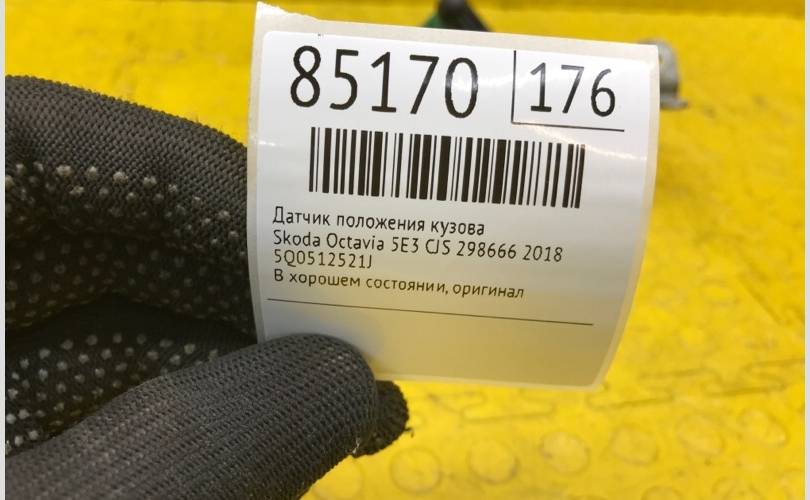 85170 176
Датчик положения кузова
Skoda Octavia 5E3 CJS 298666 2018
5Q0512521J
В хорошем состоянии, оригинал